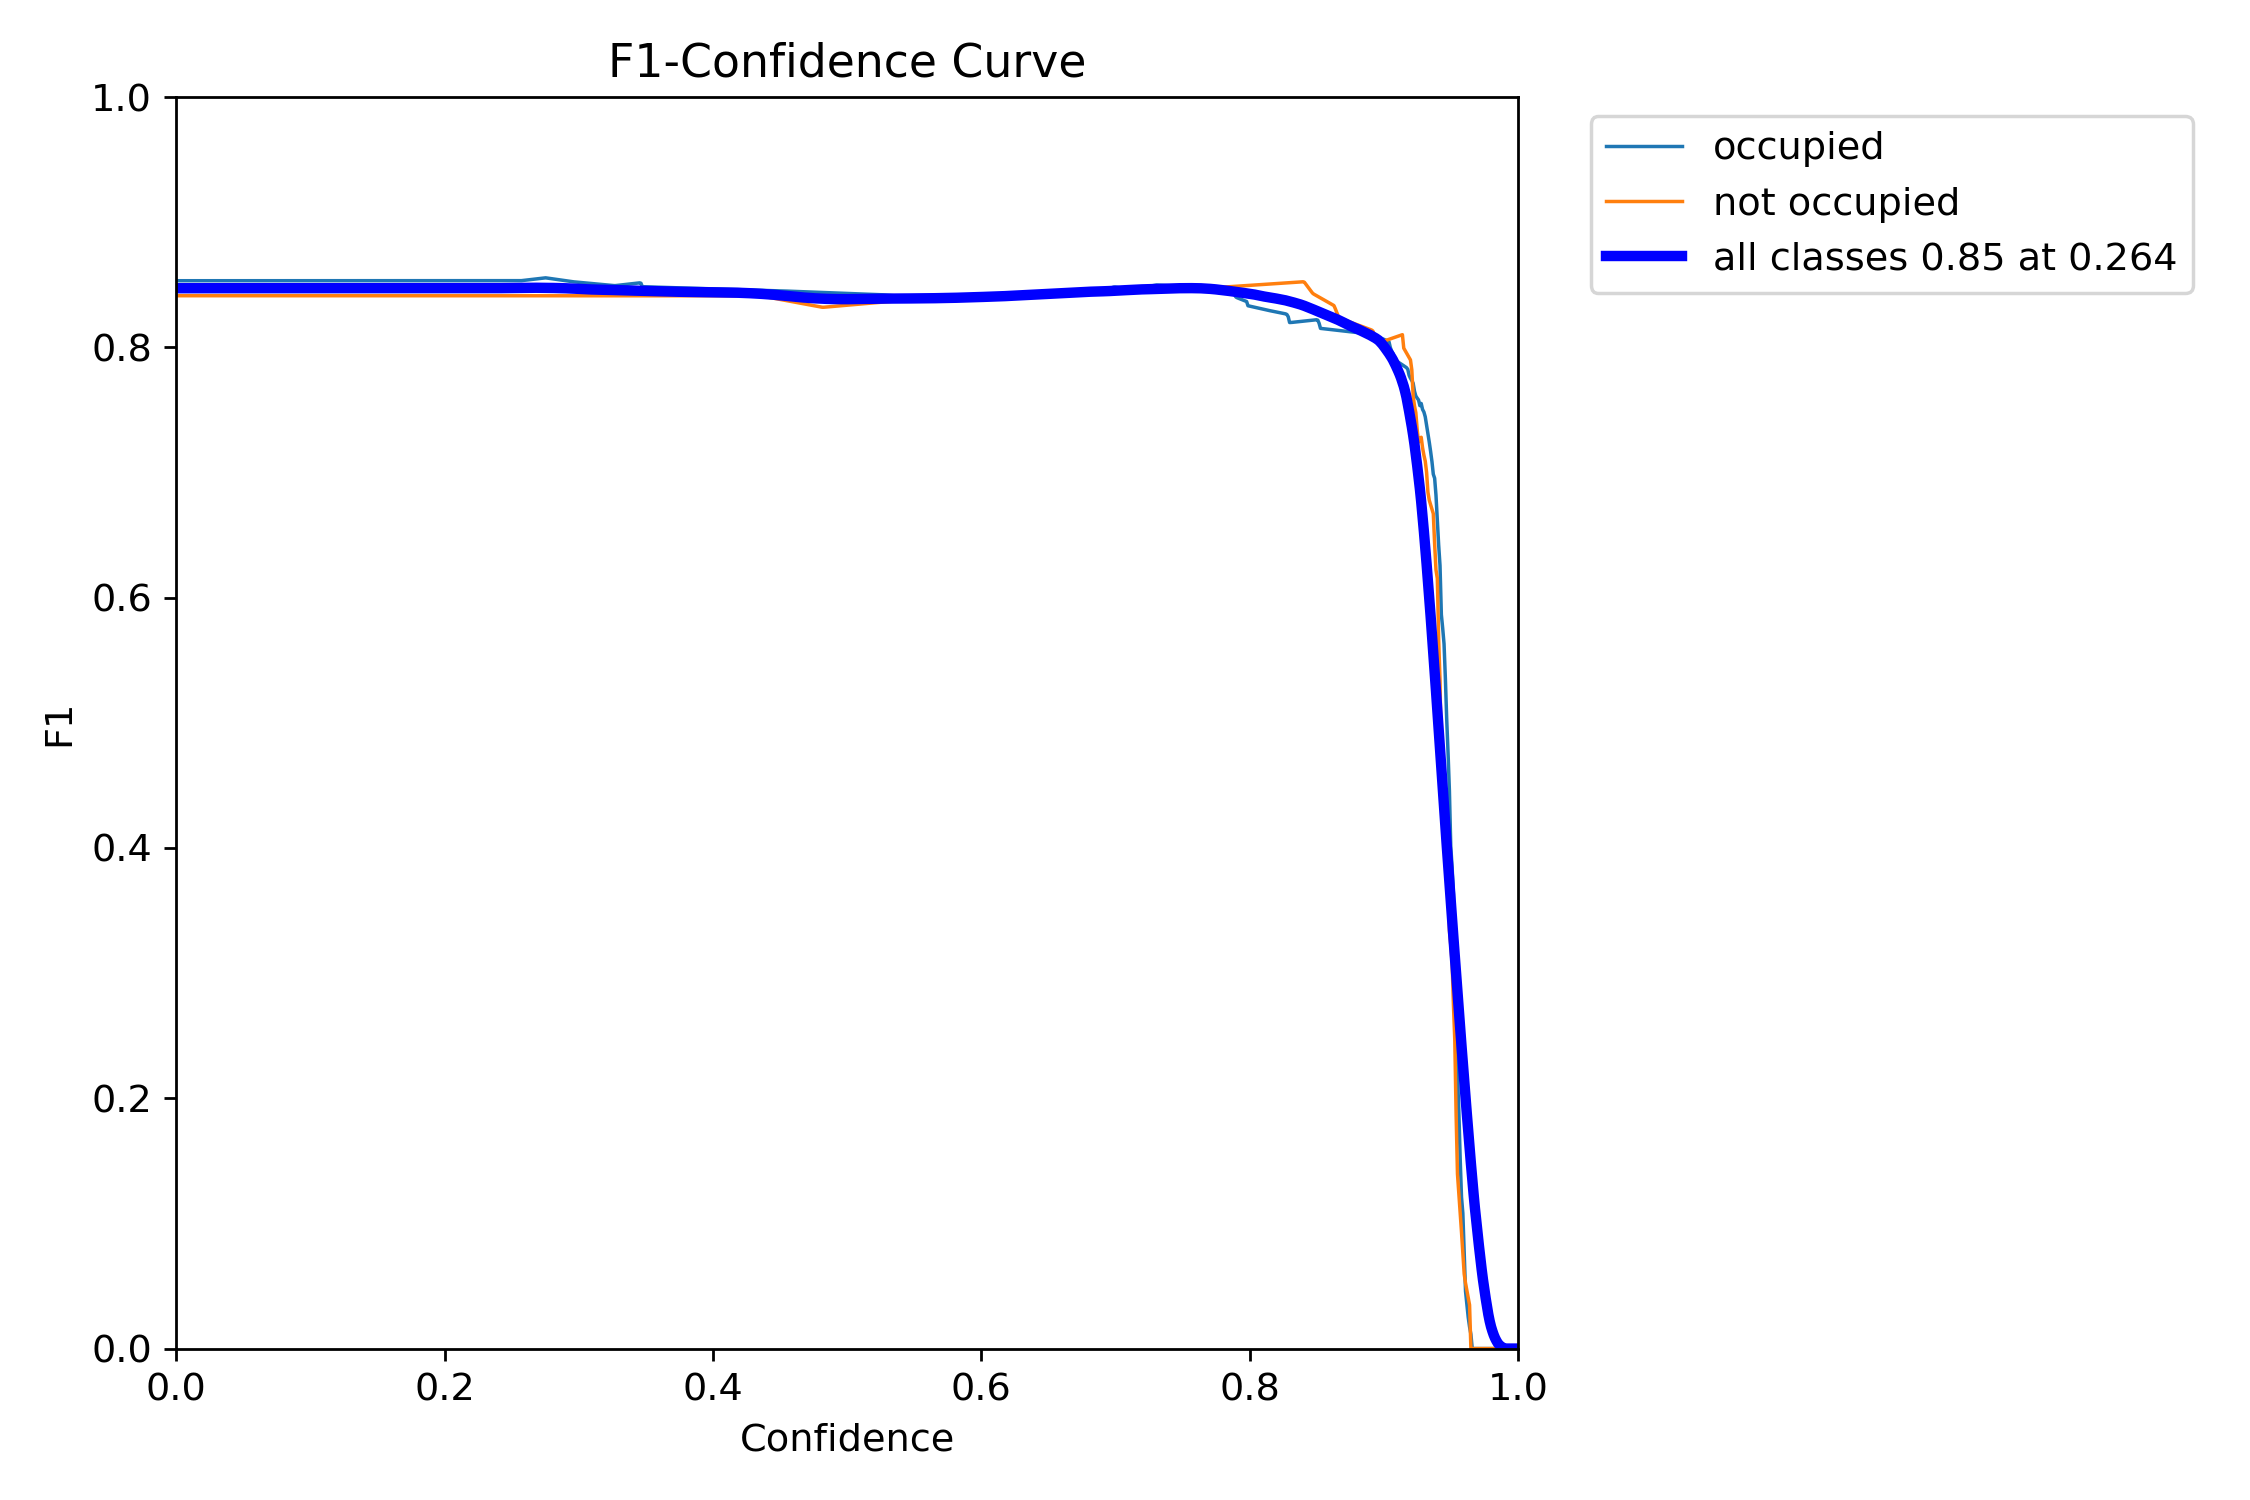 F1-Confidence Curve
1.0
0.8
0.6
0.4
0.2
0.0
F1
0.0 0.2 0.4 0.6 0.8 1.0
Confidence
occupied
not occupied
all classes 0.85 at 0.264